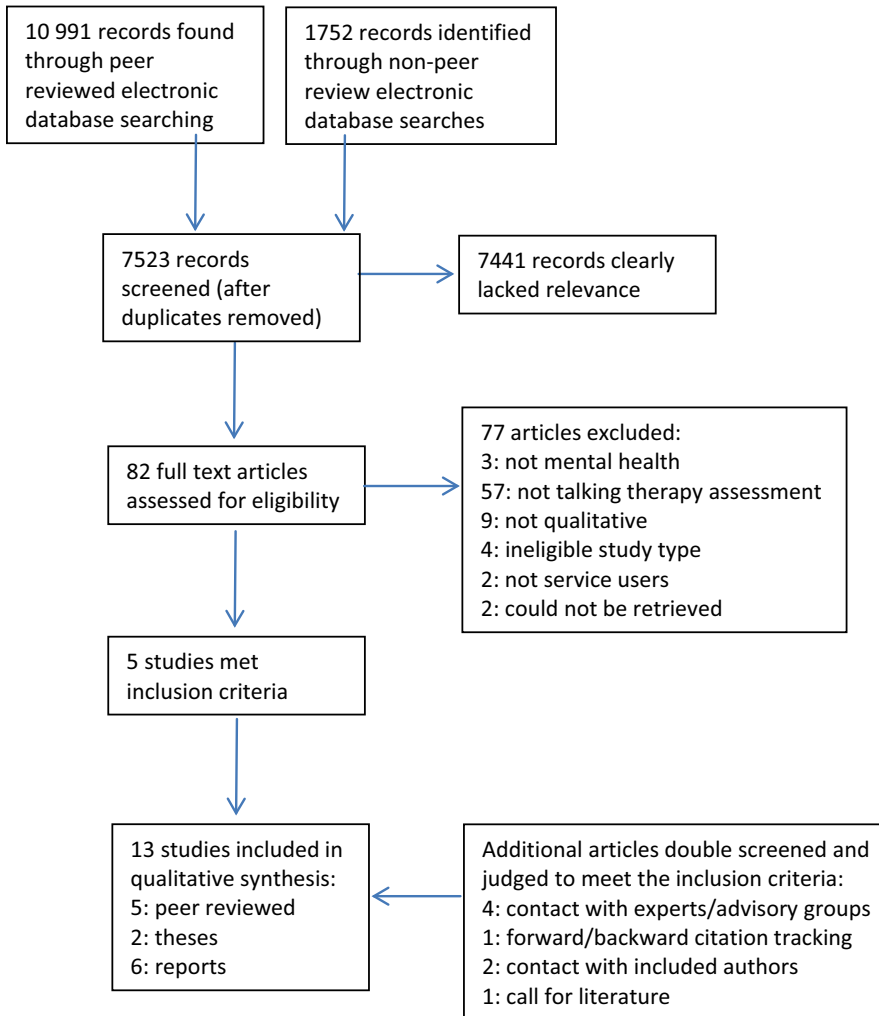 10 991 records found
through peer
reviewed electronic
database searching
1752 records identified
through non-peer
review electronic
database searches
7523 records
screened (after
duplicates removed)
7441 records clearly
lacked relevance
82 full text articles
assessed for eligibility
77 articles excluded:
3: not mental health
57: not talking therapy assessment
9: not qualitative
4: ineligible study type
2: not service users
2: could not be retrieved
5 studies met
inclusion criteria
13 studies included in
qualitative synthesis:
5: peer reviewed
2: theses
6: reports
Additional articles double screened and
judged to meet the inclusion criteria:
4: contact with experts/advisory groups
1: forward/backward citation tracking
2: contact with included authors
1: call for literature